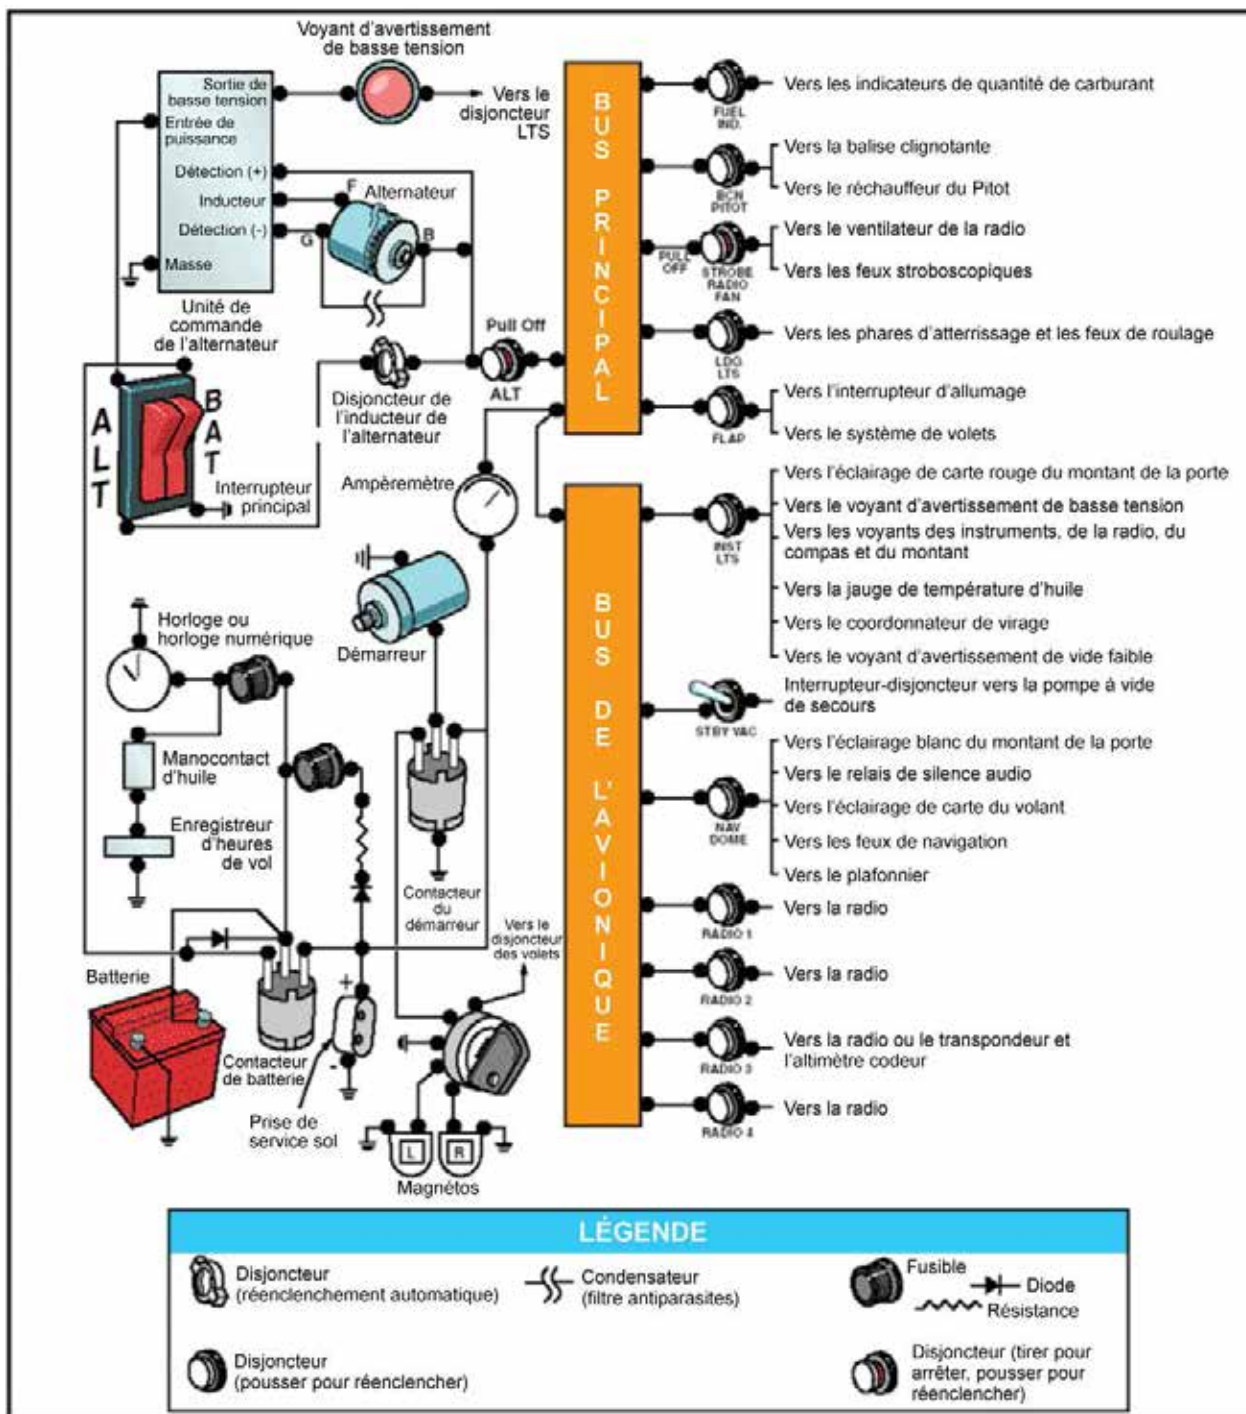 Voyant d'avertissement
de basse tension
Sortie de
basse tension
Entrée de
puissance
Détection (+)
Inducteur
Détection (-)
Masse
Vers le
disjoncteur
LTS
F
Alternateur
G
B
Unité de
commande
de l'alternateur
Pull Off
ALT
Disjoncteur de
l'inducteur de
l'alternateur
ALT
BAT
Interrupteur
principal
Ampèremètre
Démarreur
Horloge ou
horloge numérique
Manocontact
d'huile
Enregistreur
d'heures
de vol
Contacteur
du
démarreur
Vers le
disjoncteur
des volets
Batterie
Contacteur
de batterie
+
-
Prise de
service sol
L
R
Magnétos
BUS PRINCIPAL
FUEL
IND.
Vers les indicateurs de quantité de carburant
BCN
PITOT
Vers la balise clignotante
Vers le réchauffeur du Pitot
PULL
OFF
STROBE
RADIO
FAN
Vers le ventilateur de la radio
Vers les feux stroboscopiques
LDG
LTS
Vers les phares d'atterrissage et les feux de roulage
FLAP
Vers l'interrupteur d'allumage
Vers le système de volets
BUS DE L'AVIONIQUE
INST
LTS
Vers l'éclairage de carte rouge du montant de la porte
Vers le voyant d'avertissement de basse tension
Vers les voyants des instruments, de la radio, du
compas et du montant
Vers la jauge de température d'huile
Vers le coordonnateur de virage
Vers le voyant d'avertissement de vide faible
STBY VAC
Interrupteur-disjoncteur vers la pompe à vide
de secours
NAV
DOME
Vers l'éclairage blanc du montant de la porte
Vers le relais de silence audio
Vers l'éclairage de carte du volant
Vers les feux de navigation
Vers le plafonnier
RADIO 1
Vers la radio
RADIO 2
Vers la radio
RADIO 3
Vers la radio ou le transpondeur et
l'altimètre codeur
RADIO 4
Vers la radio
LÉGENDE
Disjoncteur
(réenclenchement automatique)
Condensateur
(filtre antiparasites)
Fusible
Diode
Résistance
Disjoncteur
(pousser pour réenclencher)
Disjoncteur (tirer pour
arrêter, pousser pour
réenclencher)